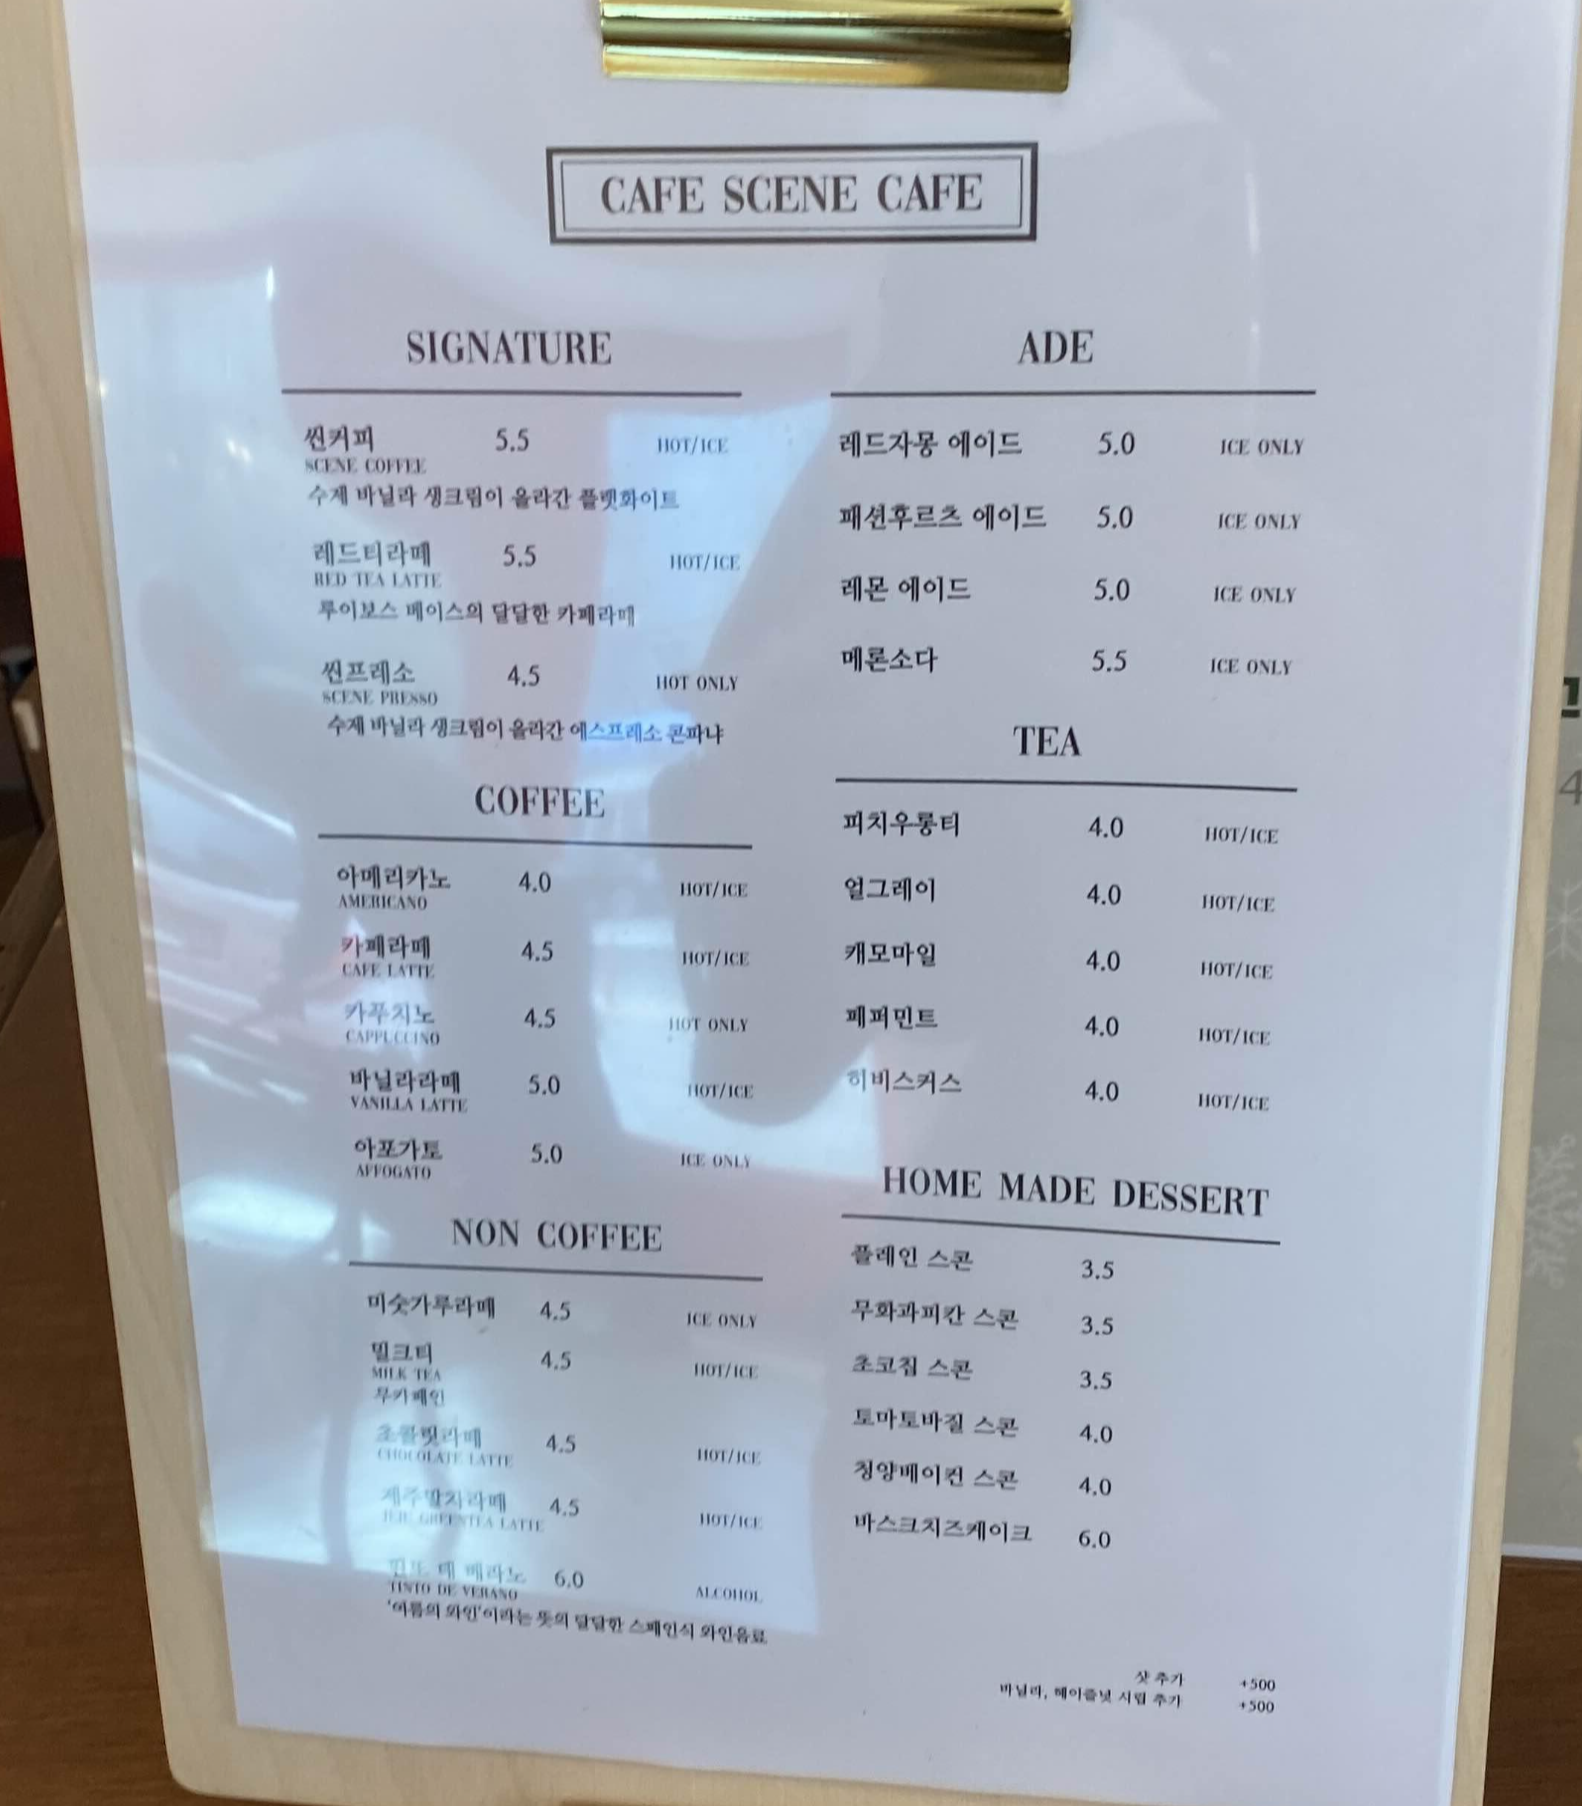 CAFE SCENE CAFE
SIGNATURE
씬커피 5.5 HOT/ICE
SCENE COFFEE
수제 바닐라 생크림이 올라간 플랫화이트
레드티라떼 5.5 HOT/ICE
RED TEA LATTE
루이보스 베이스의 달달한 카페라떼
씬프레소 4.5 HOT ONLY
SCENE PRESSO
수제 바닐라 생크림이 올라간 에스프레소 콘파냐
COFFEE
아메리카노 4.0 HOT/ICE
AMERICANO
카페라떼 4.5 HOT/ICE
CAFE LATTE
카푸치노 4.5 HOT ONLY
CAPPUCCINO
바닐라라떼 5.0 HOT/ICE
VANILLA LATTE
아포가토 5.0 ICE ONLY
AFFOGATO
NON COFFEE
미숫가루라떼 4.5 ICE ONLY
밀크티 4.5 HOT/ICE
MILK TEA
무카페인
초콜릿라떼 4.5 HOT/ICE
CHOCOLATE LATTE
제주말차라떼 4.5 HOT/ICE
JEJU GREENTEA LATTE
틴토 데 베라노 6.0 ALCOHOL
TINTO DE VERANO
'여름의 와인'이라는 뜻의 달달한 스페인식 와인음료
ADE
레드자몽 에이드 5.0 ICE ONLY
패션후르츠 에이드 5.0 ICE ONLY
레몬 에이드 5.0 ICE ONLY
메론소다 5.5 ICE ONLY
TEA
피치우롱티 4.0 HOT/ICE
얼그레이 4.0 HOT/ICE
캐모마일 4.0 HOT/ICE
페퍼민트 4.0 HOT/ICE
히비스커스 4.0 HOT/ICE
HOME MADE DESSERT
플레인 스콘 3.5
무화과피칸 스콘 3.5
초코칩 스콘 3.5
토마토바질 스콘 4.0
청양베이컨 스콘 4.0
바스크치즈케이크 6.0
샷 추가 +500
바닐라, 헤이즐넛 시럽 추가 +500